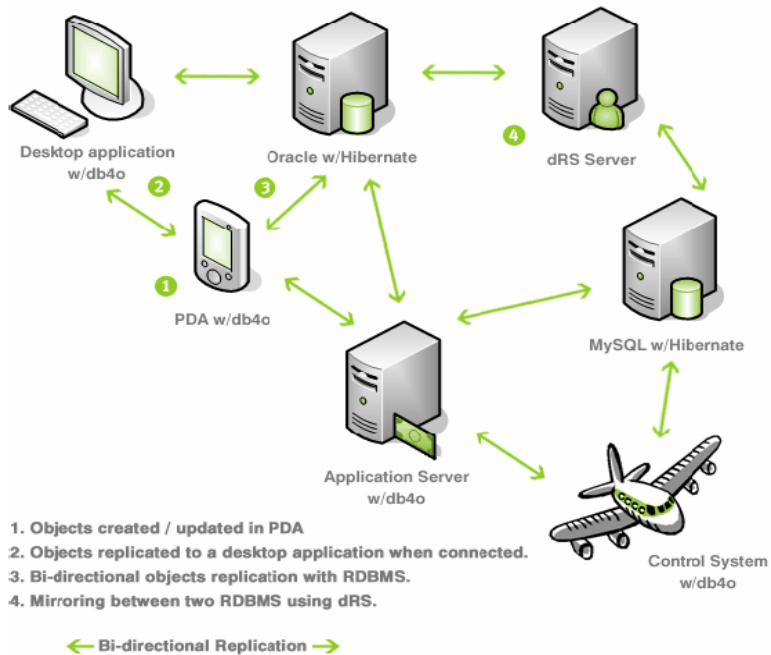 Desktop application
w/db4o
Oracle w/Hibernate
4
dRS Server
2
3
1
PDA w/db4o
MySQL w/Hibernate
Application Server
w/db4o
Control System
w/db4o
1. Objects created / updated in PDA
2. Objects replicated to a desktop application when connected.
3. Bi-directional objects replication with RDBMS.
4. Mirroring between two RDBMS using dRS.
Bi-directional Replication